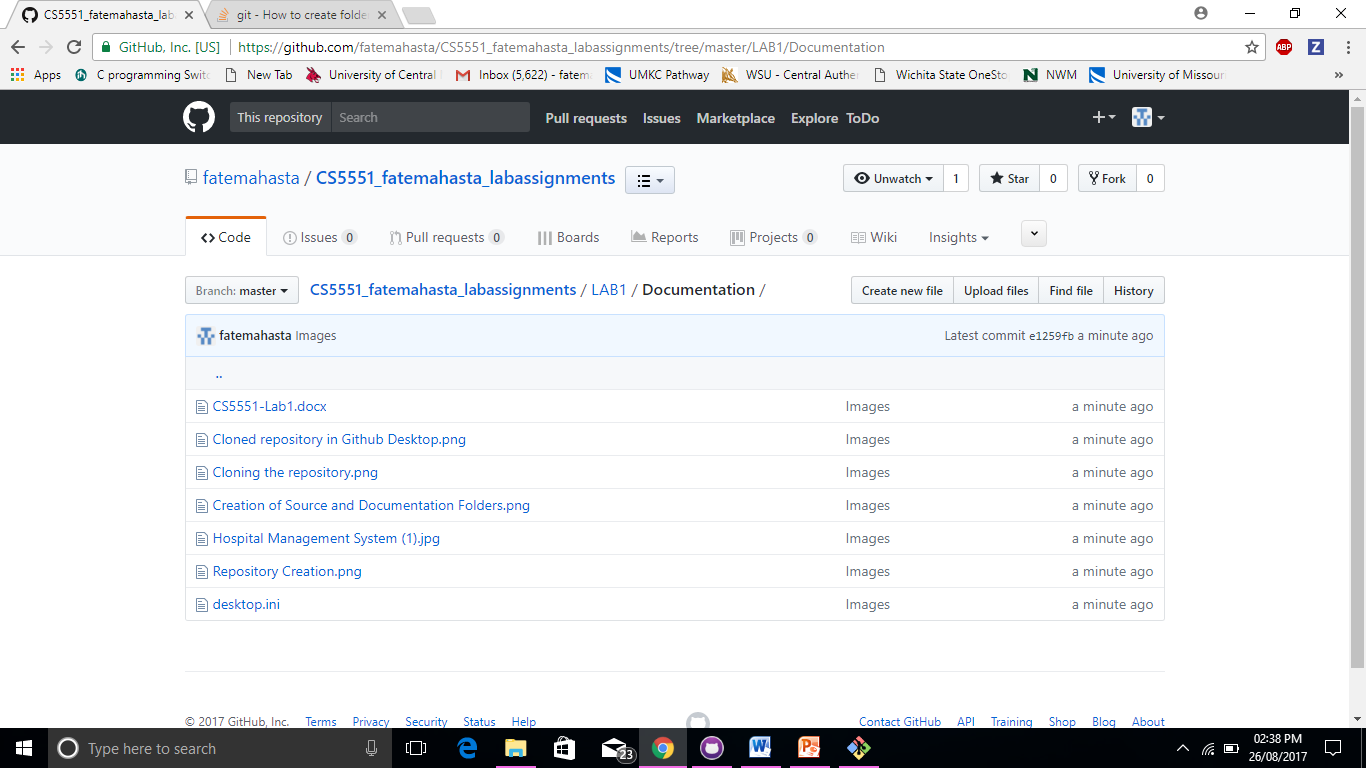 CS5551_fatemahasta_lab
git - How to create folde
GitHub, Inc. [US]
https://github.com/fatemahasta/CS5551_fatemahasta_labassignments/tree/master/LAB1/Documentation
ABP
Z
Apps
C programming Switc
New Tab
University of Central
Inbox (5,622) - fatema
UMKC Pathway
WSU - Central Authe
Wichita State OneSto
NWM
University of Missour
»
This repository
Search
Pull requests
Issues
Marketplace
Explore
ToDo
fatemahasta / CS5551_fatemahasta_labassignments
Unwatch 1
Star 0
Fork 0
Code
Issues 0
Pull requests 0
Boards
Reports
Projects 0
Wiki
Insights
Branch: master
CS5551_fatemahasta_labassignments / LAB1 / Documentation /
Create new file
Upload files
Find file
History
fatemahasta Images
Latest commit e1259fb a minute ago
..
CS5551-Lab1.docx Images a minute ago
Cloned repository in Github Desktop.png Images a minute ago
Cloning the repository.png Images a minute ago
Creation of Source and Documentation Folders.png Images a minute ago
Hospital Management System (1).jpg Images a minute ago
Repository Creation.png Images a minute ago
desktop.ini Images a minute ago
© 2017 GitHub, Inc.
Terms
Privacy
Security
Status
Help
Contact GitHub
API
Training
Shop
Blog
About
Type here to search
23
02:38 PM
26/08/2017